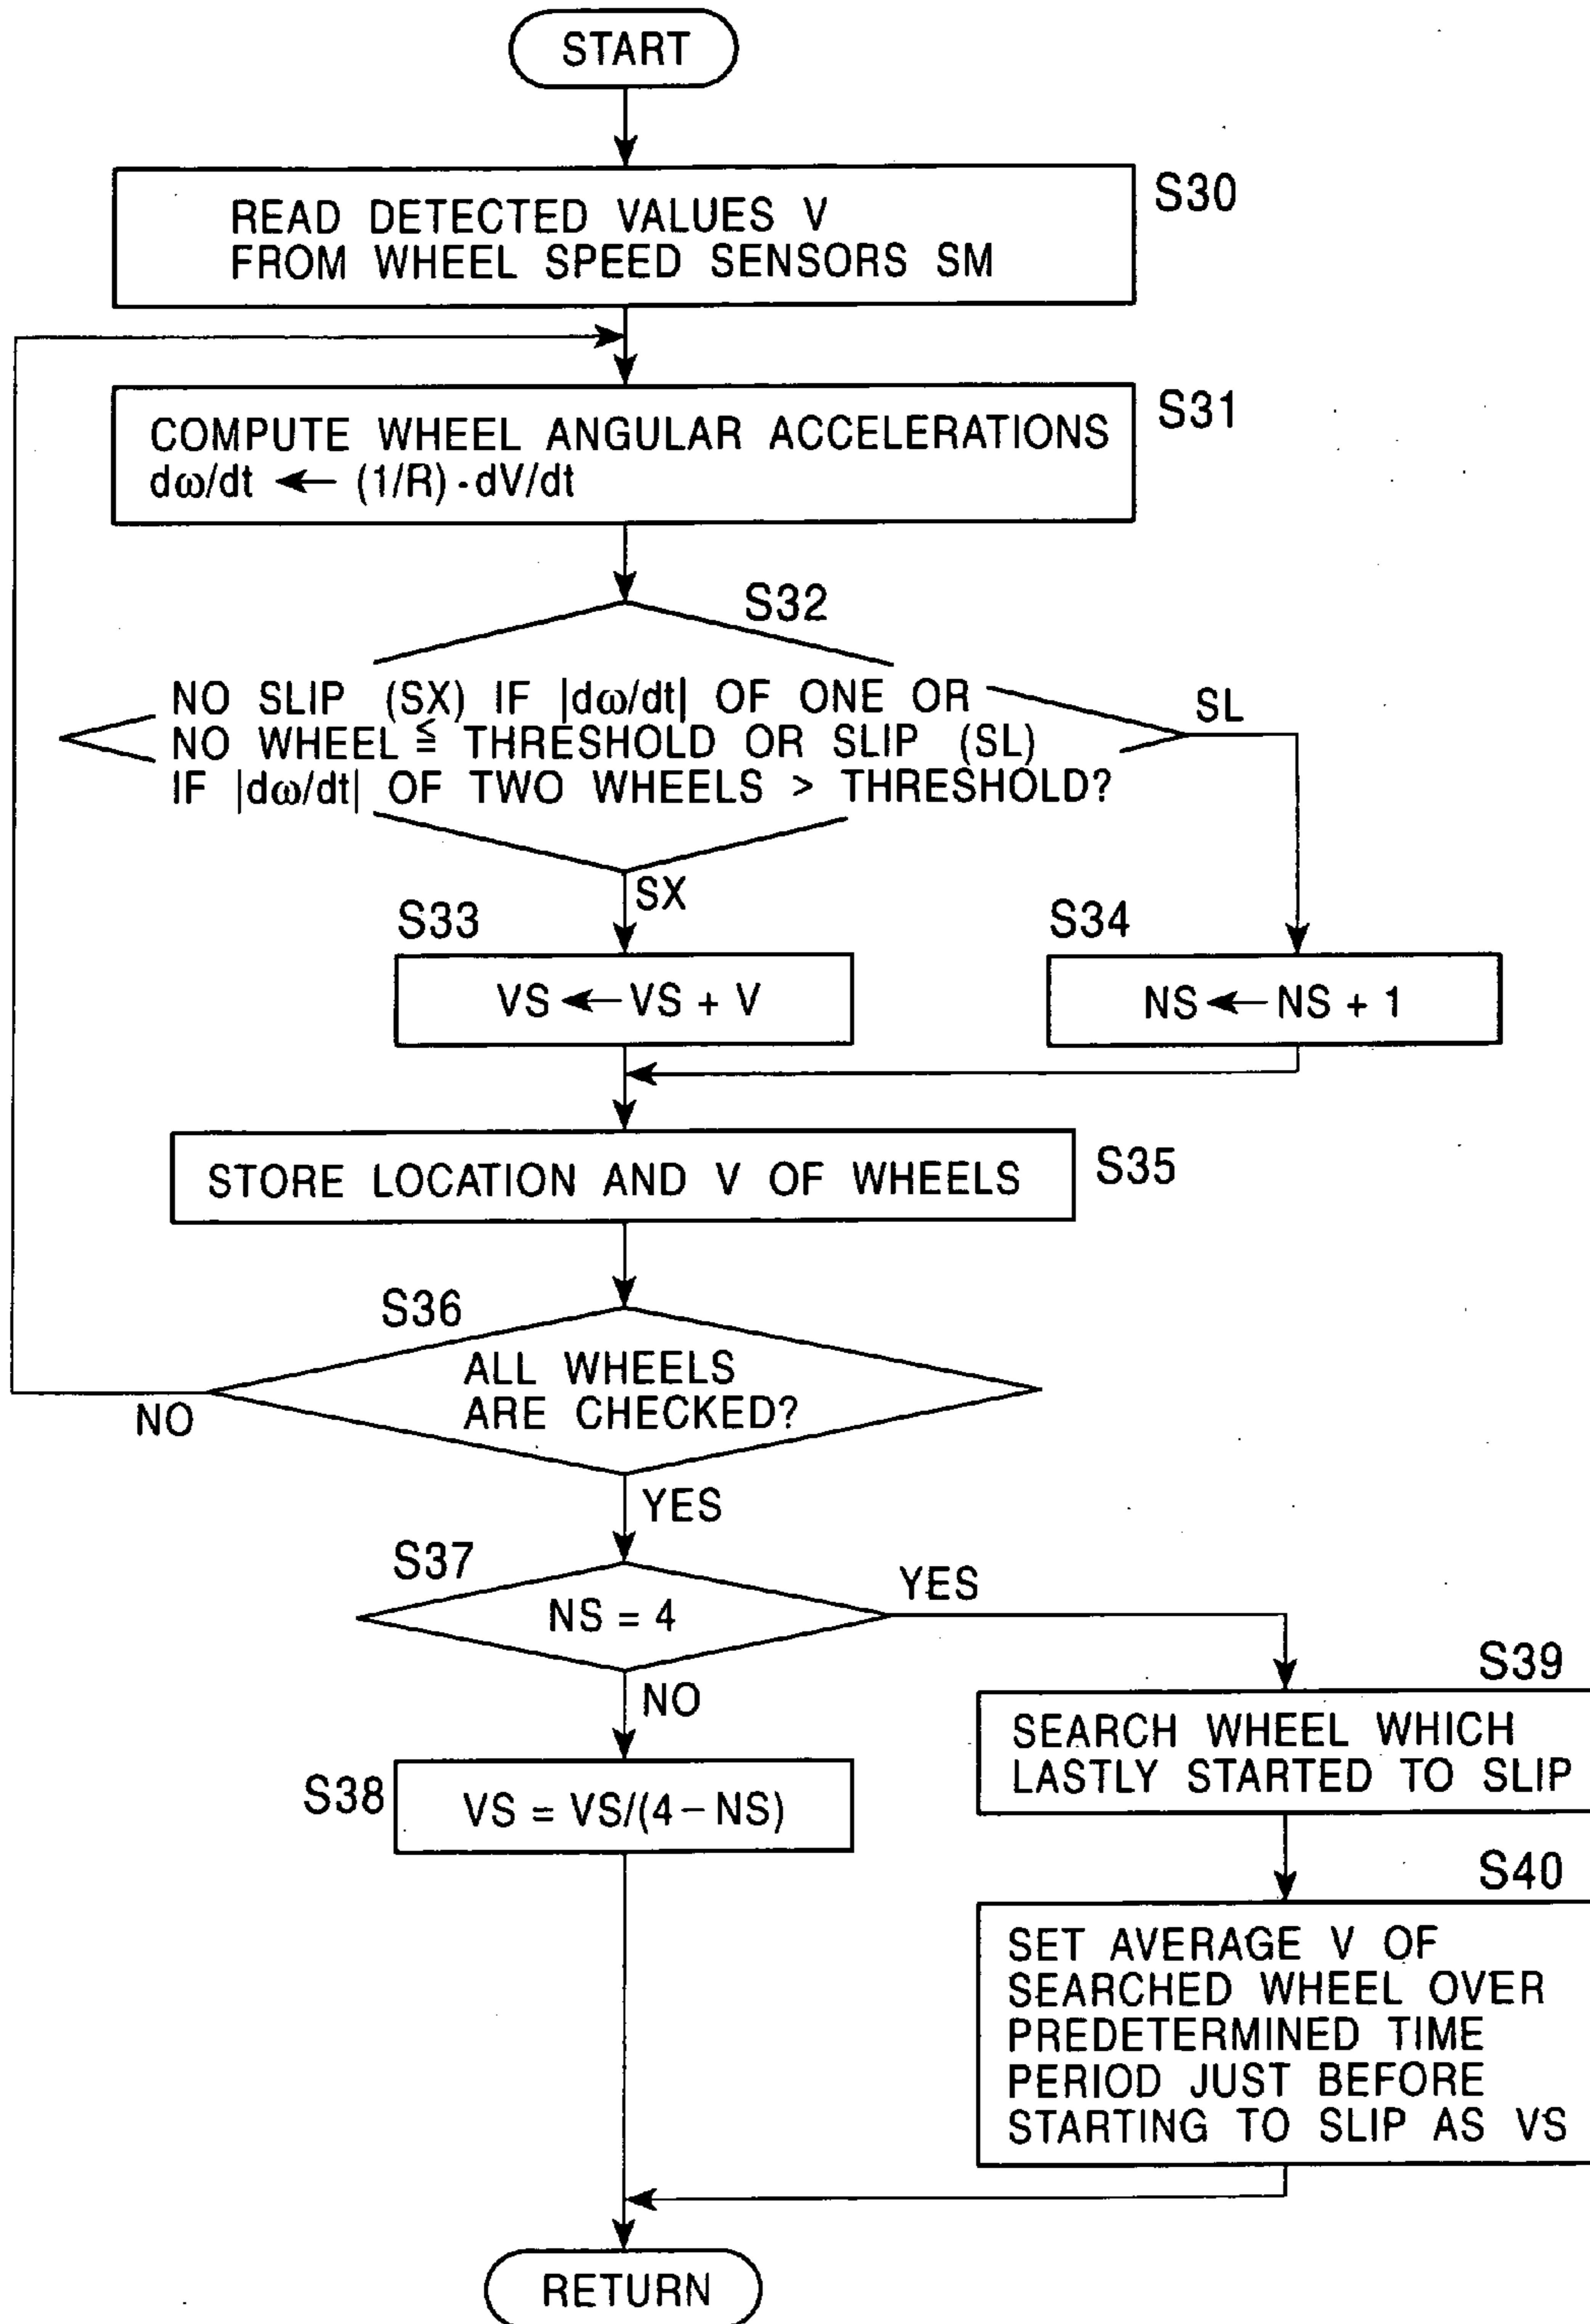 START
S30
READ DETECTED VALUES V
FROM WHEEL SPEED SENSORS SM
S31
COMPUTE WHEEL ANGULAR ACCELERATIONS
dω/dt ← (1/R) · dV/dt
S32
NO SLIP (SX) IF |dω/dt| OF ONE OR
NO WHEEL ≦ THRESHOLD OR SLIP (SL)
IF |dω/dt| OF TWO WHEELS > THRESHOLD?
SL
SX
S33
VS ← VS + V
S34
NS ← NS + 1
STORE LOCATION AND V OF WHEELS
S35
S36
ALL WHEELS
ARE CHECKED?
NO
YES
S37
NS = 4
YES
NO
S38
VS = VS/(4 – NS)
S39
SEARCH WHEEL WHICH
LASTLY STARTED TO SLIP
S40
SET AVERAGE V OF
SEARCHED WHEEL OVER
PREDETERMINED TIME
PERIOD JUST BEFORE
STARTING TO SLIP AS VS
RETURN